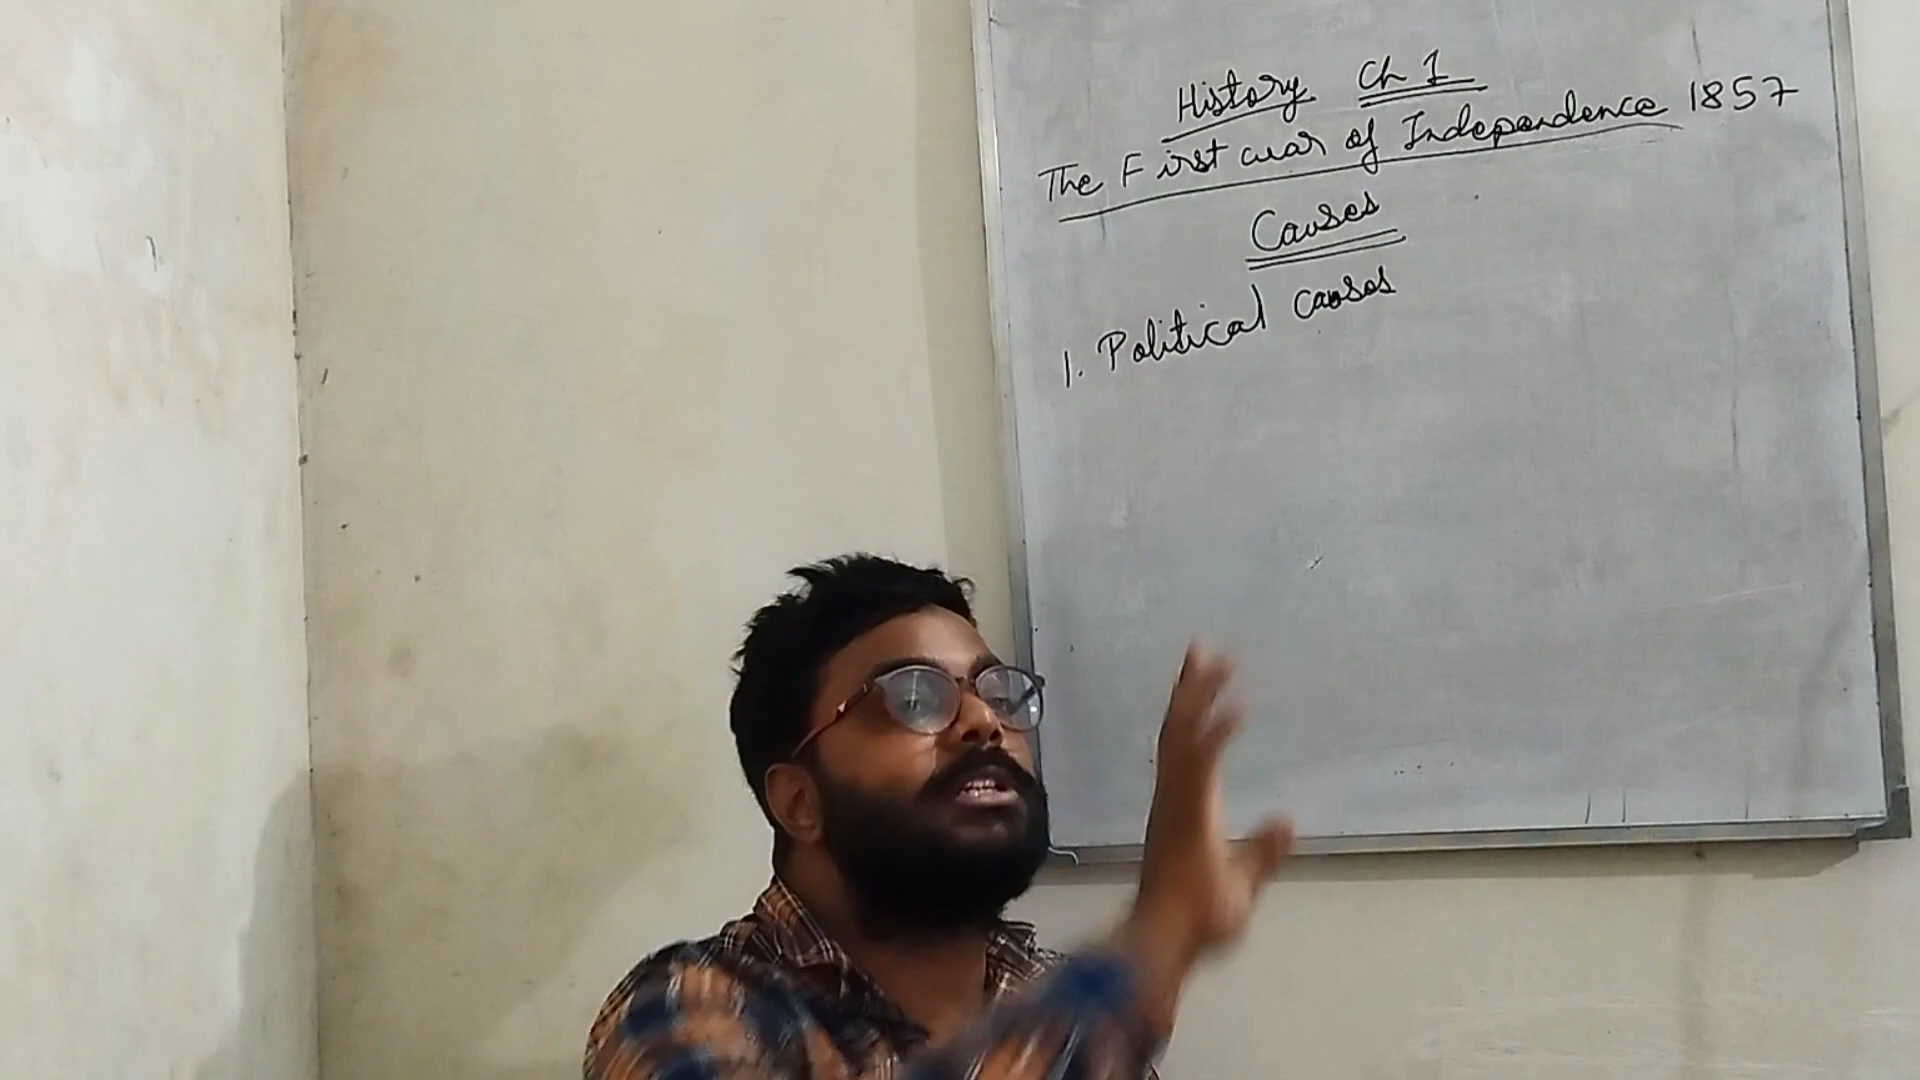 History Ch 1
The First war of Independence 1857
Causes
1. Political causes